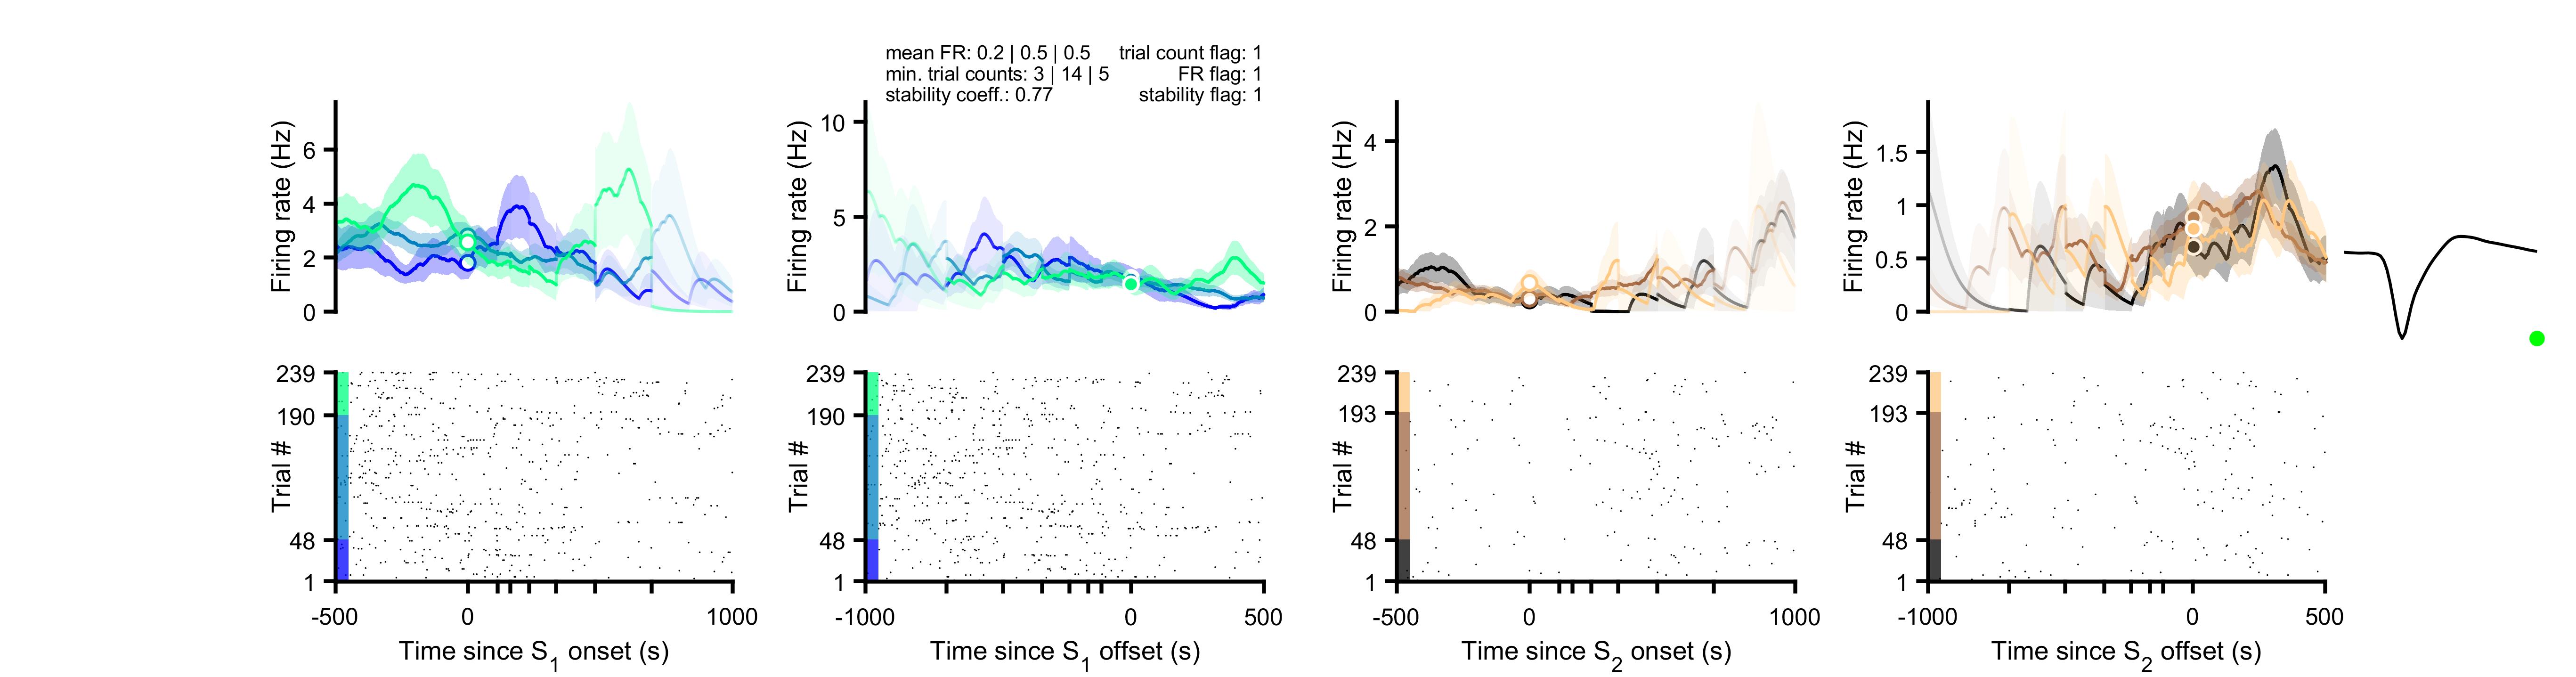 mean FR: 0.2 | 0.5 | 0.5 trial count flag: 1
min. trial counts: 3 | 14 | 5 FR flag: 1
stability coeff.: 0.77 stability flag: 1
Firing rate (Hz)
6
4
2
0
Firing rate (Hz)
10
5
0
Firing rate (Hz)
4
2
0
Firing rate (Hz)
1.5
1
0.5
0
Trial #
239
190
48
1
-500 0 1000
Time since S1 onset (s)
Trial #
239
190
48
1
-1000 0 500
Time since S1 offset (s)
Trial #
239
193
48
1
-500 0 1000
Time since S2 onset (s)
Trial #
239
193
48
1
-1000 0 500
Time since S2 offset (s)